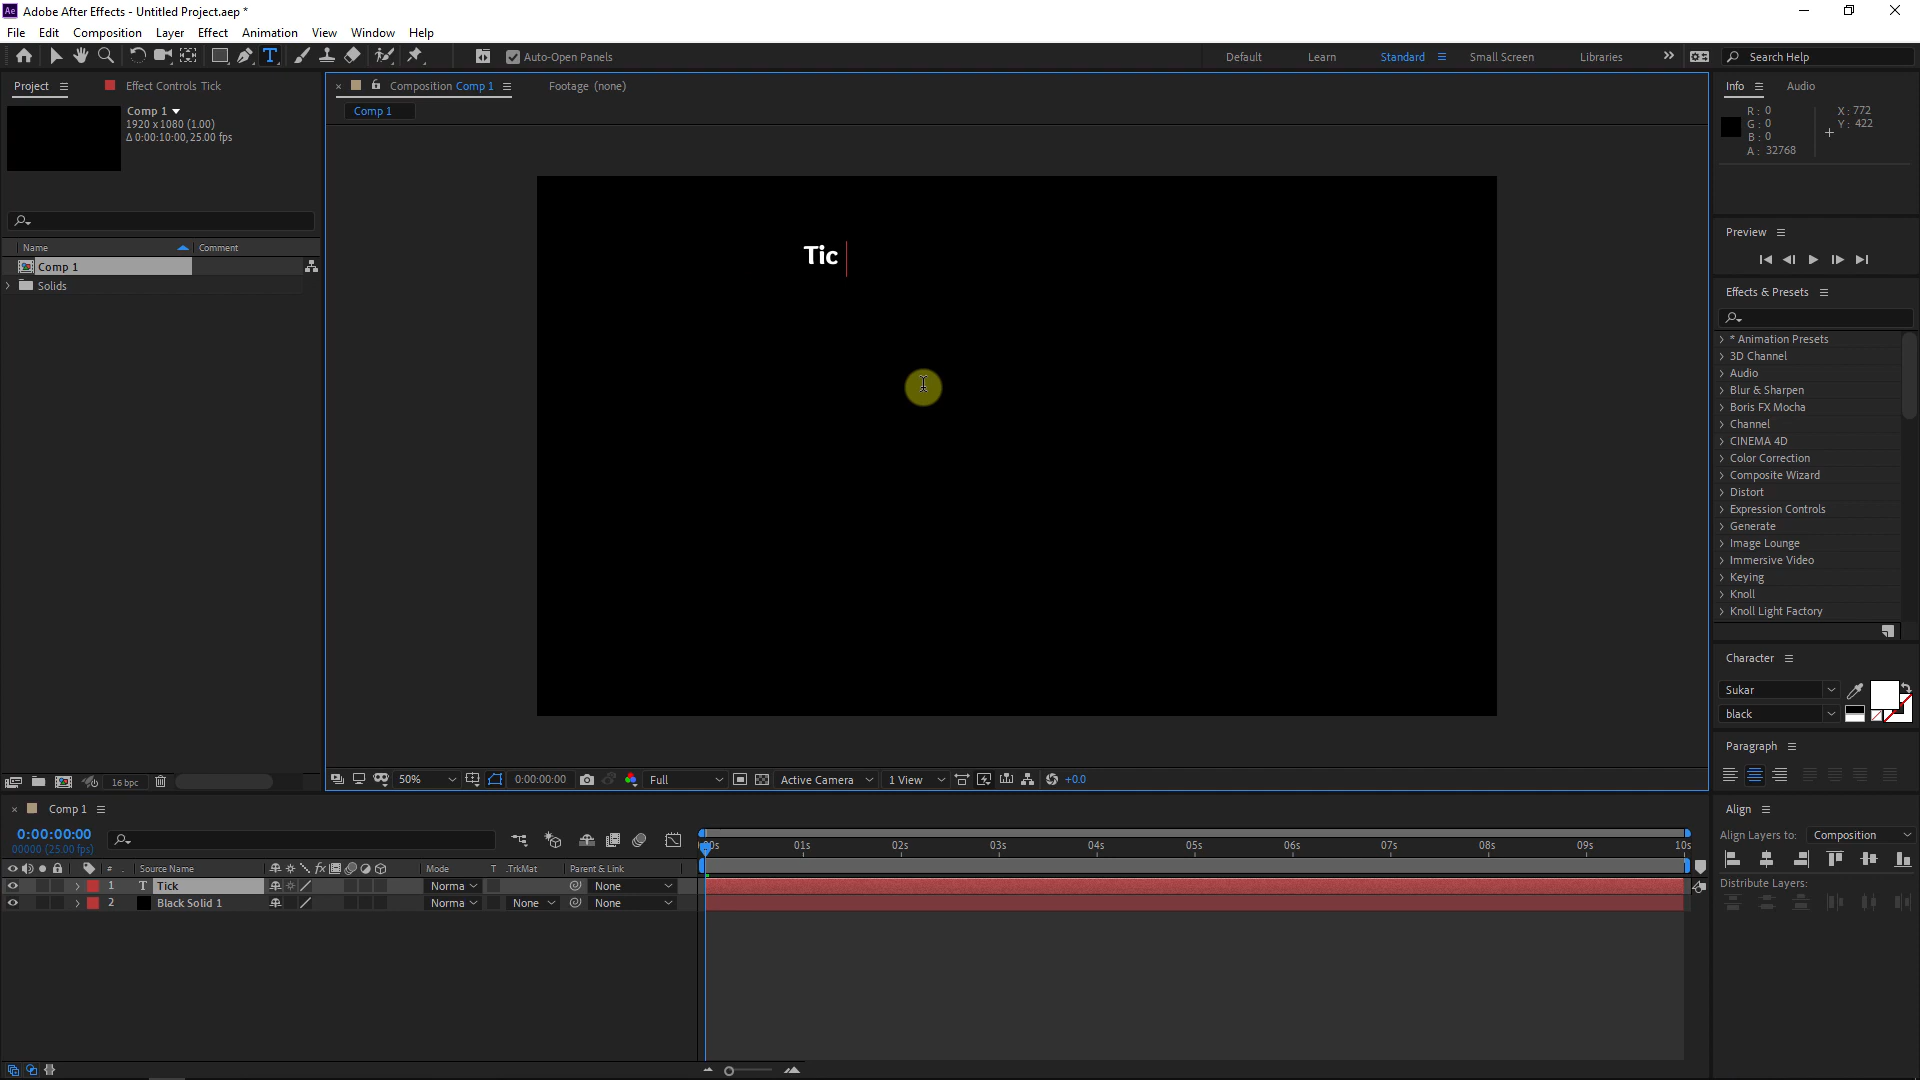 Ae Adobe After Effects - Untitled Project.aep *
File Edit Composition Layer Effect Animation View Window Help
Auto-Open Panels Default Learn Standard Small Screen Libraries Search Help
Project Effect Controls Tick
Composition Comp 1 Footage (none)
Info Audio
Comp 1
1920 x 1080 (1.00)
Δ 0:00:10:00, 25.00 fps
Comp 1
R : 0
G : 0
B : 0
A : 32768
X : 772
Y : 422
Name Comment
Comp 1
Solids
Tic
Preview
Effects & Presets
* Animation Presets
3D Channel
Audio
Blur & Sharpen
Boris FX Mocha
Channel
CINEMA 4D
Color Correction
Composite Wizard
Distort
Expression Controls
Generate
Image Lounge
Immersive Video
Keying
Knoll
Knoll Light Factory
Character
Sukar
black
Paragraph
Align
Align Layers to: Composition
Distribute Layers:
16 bpc
50% 0:00:00:00 Full Active Camera 1 View +0.0
Comp 1
0:00:00:00
00000 (25.00 fps)
# Source Name Mode T .TrkMat Parent & Link
1 T Tick Norma None
2 Black Solid 1 Norma None None
:00s 01s 02s 03s 04s 05s 06s 07s 08s 09s 10s